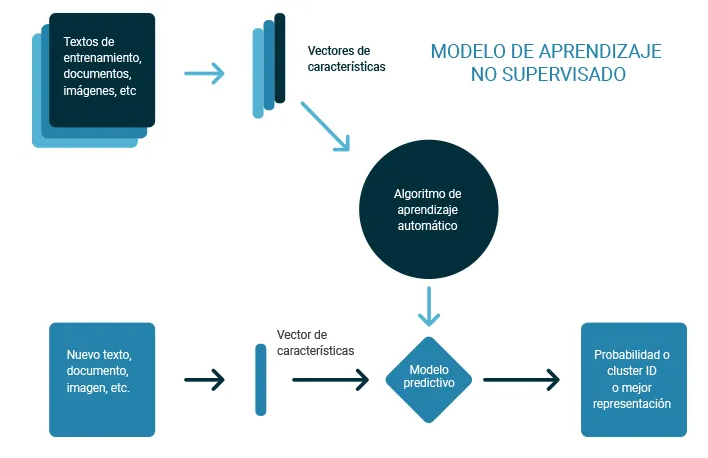 Textos de
entrenamiento,
documentos,
imágenes, etc
Vectores de
características
MODELO DE APRENDIZAJE
NO SUPERVISADO
Algoritmo de
aprendizaje
automático
Nuevo texto,
documento,
imagen, etc.
Vector de
características
Modelo
predictivo
Probabilidad o
cluster ID
o mejor
representación